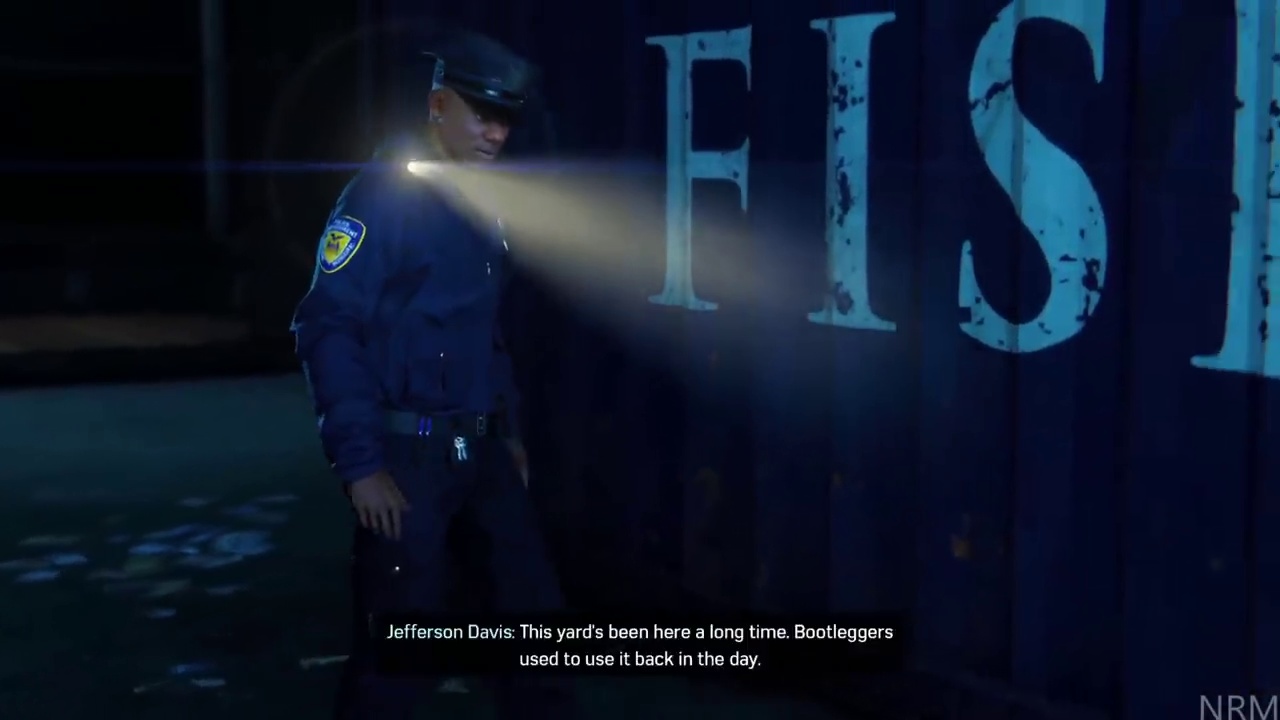 FIS
Jefferson Davis: This yard's been here a long time. Bootleggers
used to use it back in the day.
NRM